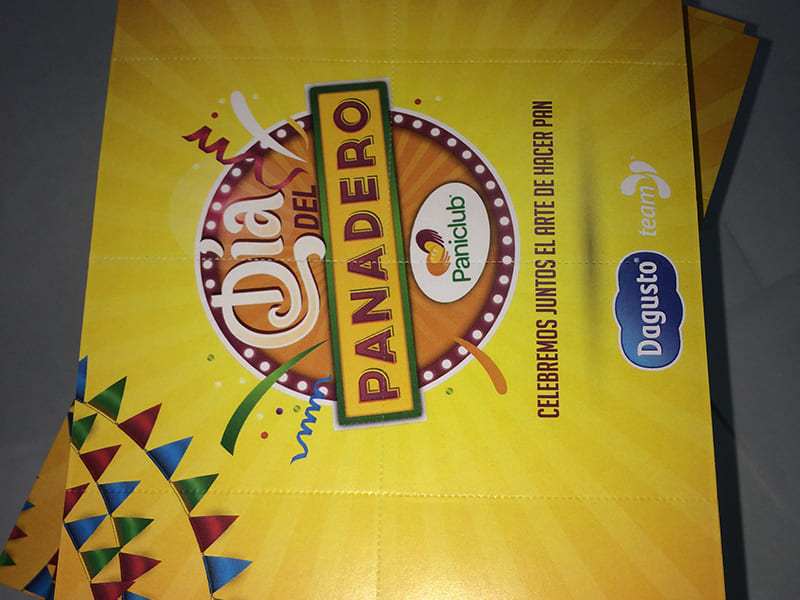 Día
DEL
PANADERO
Paniclub
CELEBREMOS JUNTOS EL ARTE DE HACER PAN
Dagusto®
team